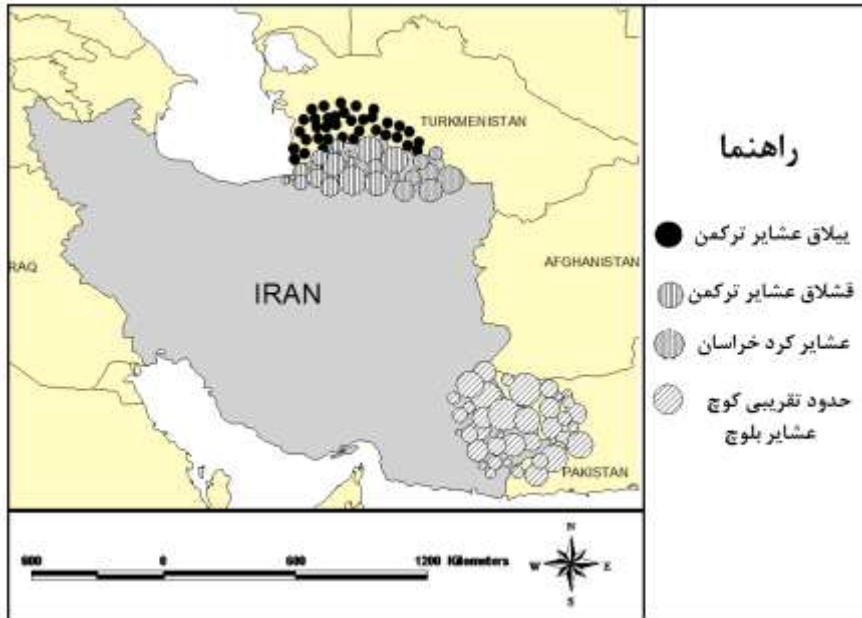 TURKMENISTAN
RAQ
IRAN
AFGHANISTAN
PAKISTAN
راهنما
ییلاق عشایر ترکمن
قشلاق عشایر ترکمن
عشایر کرد خراسان
حدود تقریبی کوچ
عشایر بلوچ
600 0 600 1200 Kilometers
N
W E
S